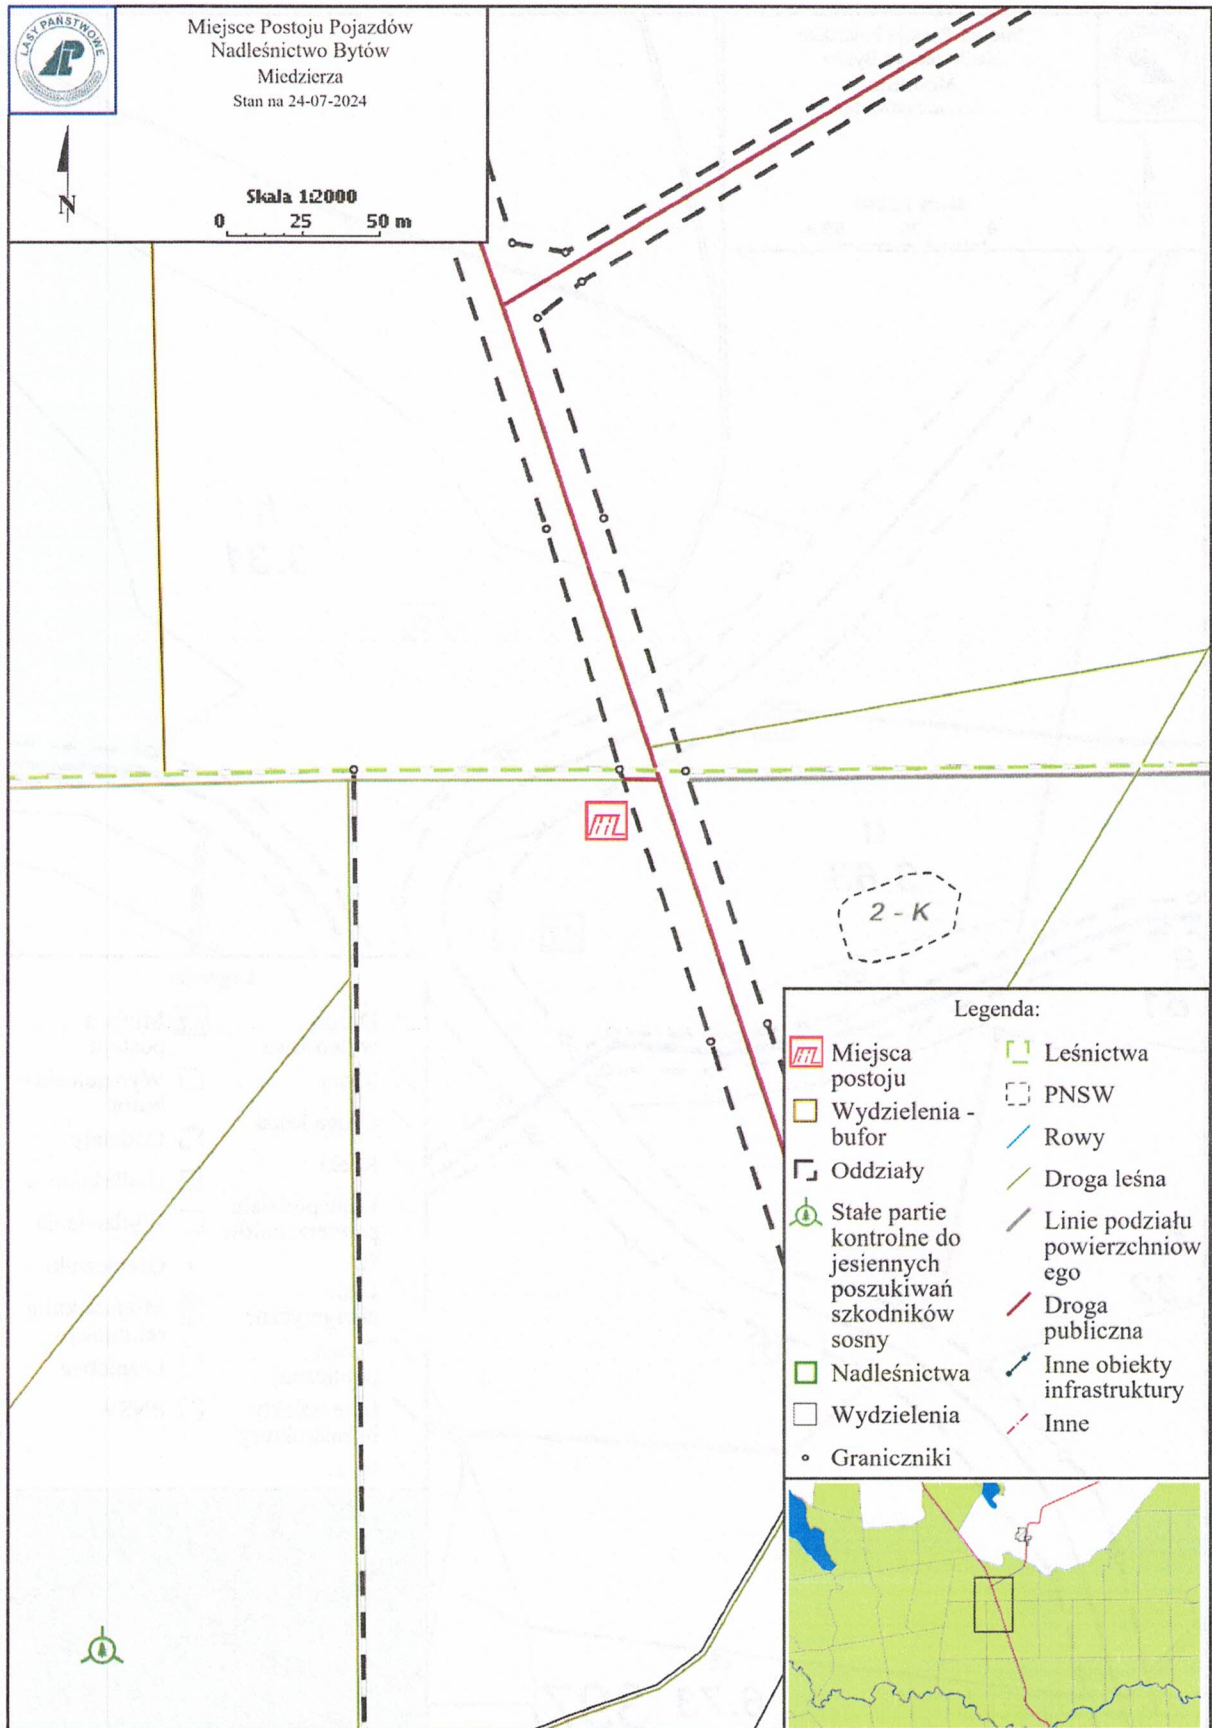 LASY PAŃSTWOWE
Miejsce Postoju Pojazdów
Nadleśnictwo Bytów
Miedzierza
Stan na 24-07-2024
N
Skala 1:2000
0 25 50 m
2 - K
Legenda:
Miejsca
postoju
Wydzielenia -
bufor
Oddziały
Stałe partie
kontrolne do
jesiennych
poszukiwań
szkodników
sosny
Nadleśnictwa
Wydzielenia
Graniczniki
Leśnictwa
PNSW
Rowy
Droga leśna
Linie podziału
powierzchniow
ego
Droga
publiczna
Inne obiekty
infrastruktury
Inne